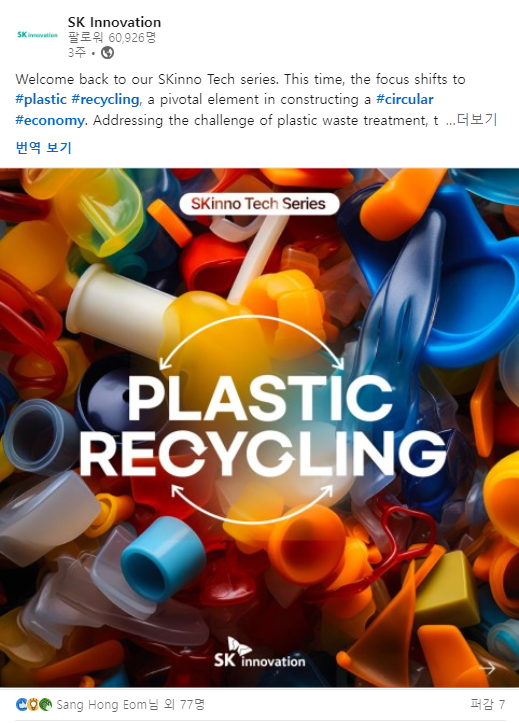 SK innovation
SK Innovation
팔로워 60,926명
3주 •
Welcome back to our SKinno Tech series. This time, the focus shifts to
#plastic #recycling, a pivotal element in constructing a #circular
#economy. Addressing the challenge of plastic waste treatment, t ...더보기
번역 보기
SKinno Tech Series
PLASTIC
RECYCLING
SK innovation
Sang Hong Eom님 외 77명
퍼감 7